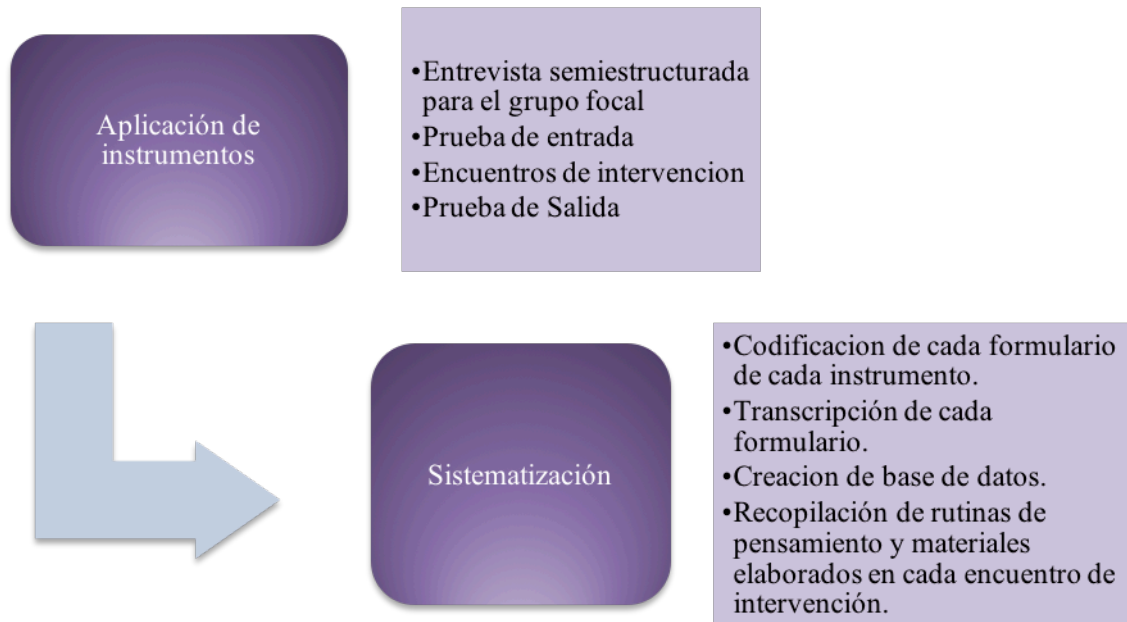 Aplicación de
instrumentos
•Entrevista semiestructurada
para el grupo focal
•Prueba de entrada
•Encuentros de intervencion
•Prueba de Salida
Sistematización
•Codificacion de cada formulario
de cada instrumento.
•Transcripción de cada
formulario.
•Creacion de base de datos.
•Recopilación de rutinas de
pensamiento y materiales
elaborados en cada encuentro de
intervención.